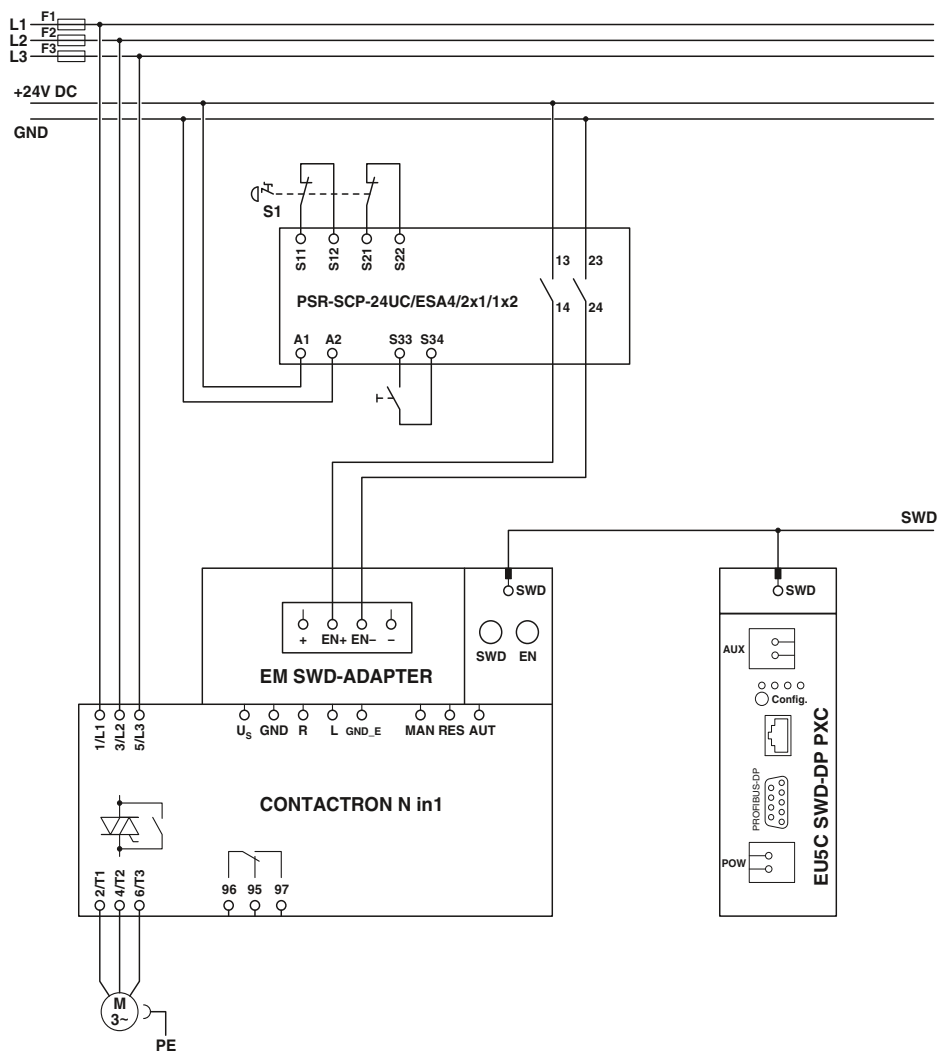 L1 F1
L2 F2
L3 F3
+24V DC
GND
S1
S11 S12 S21 S22
13 23
PSR-SCP-24UC/ESA4/2x1/1x2
14 24
A1 A2 S33 S34
SWD
SWD
SWD
+ EN+ EN– –
SWD EN
EM SWD-ADAPTER
AUX
Config.
PROFIBUS-DP
POW
EU5C SWD-DP PXC
1/L1 3/L2 5/L3
US GND R L GND_E MAN RES AUT
CONTACTRON N in1
96 95 97
2/T1 4/T2 6/T3
M
3~
PE